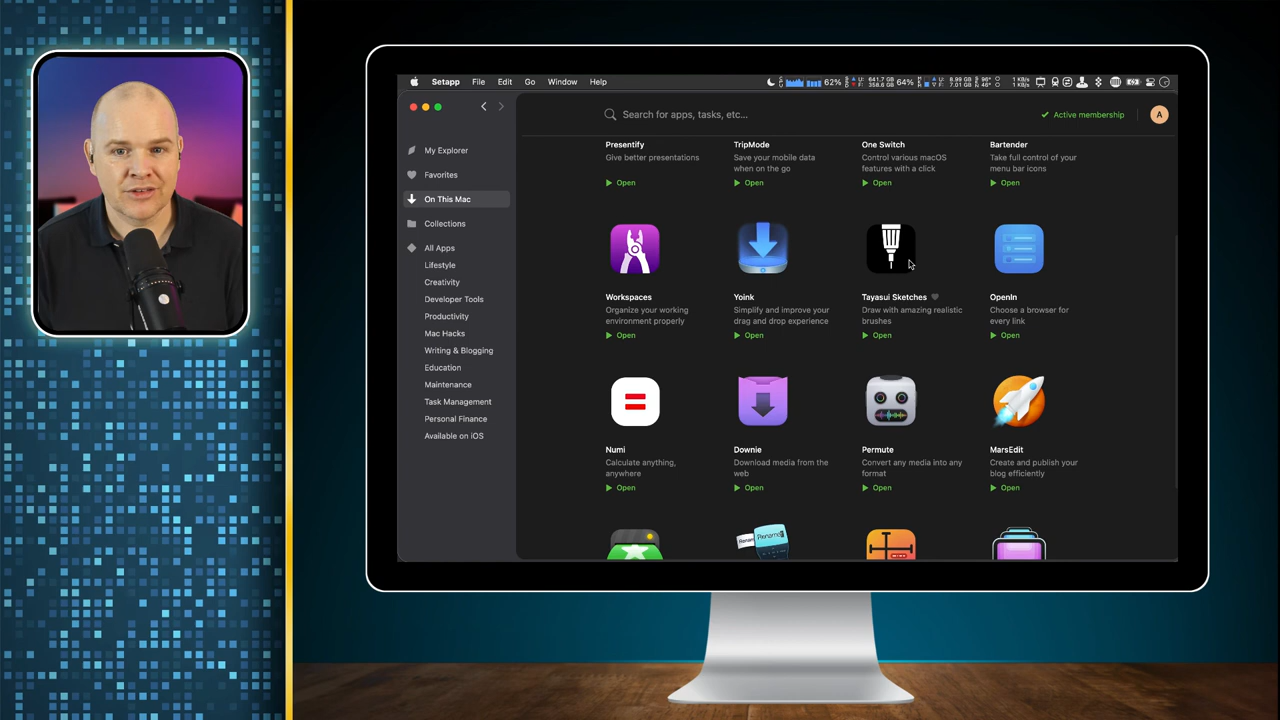 Setapp File Edit Go Window Help
62% 64%
Search for apps, tasks, etc...
Active membership
A
My Explorer
Favorites
On This Mac
Collections
All Apps
Lifestyle
Creativity
Developer Tools
Productivity
Mac Hacks
Writing & Blogging
Education
Maintenance
Task Management
Personal Finance
Available on iOS
Presentify
Give better presentations
Open
TripMode
Save your mobile data
when on the go
Open
One Switch
Control various macOS
features with a click
Open
Bartender
Take full control of your
menu bar icons
Open
Workspaces
Organize your working
environment properly
Open
Yoink
Simplify and improve your
drag and drop experience
Open
Tayasui Sketches
Draw with amazing realistic
brushes
Open
OpenIn
Choose a browser for
every link
Open
Numi
Calculate anything,
anywhere
Open
Downie
Download media from the
web
Open
Permute
Convert any media into any
format
Open
MarsEdit
Create and publish your
blog efficiently
Open